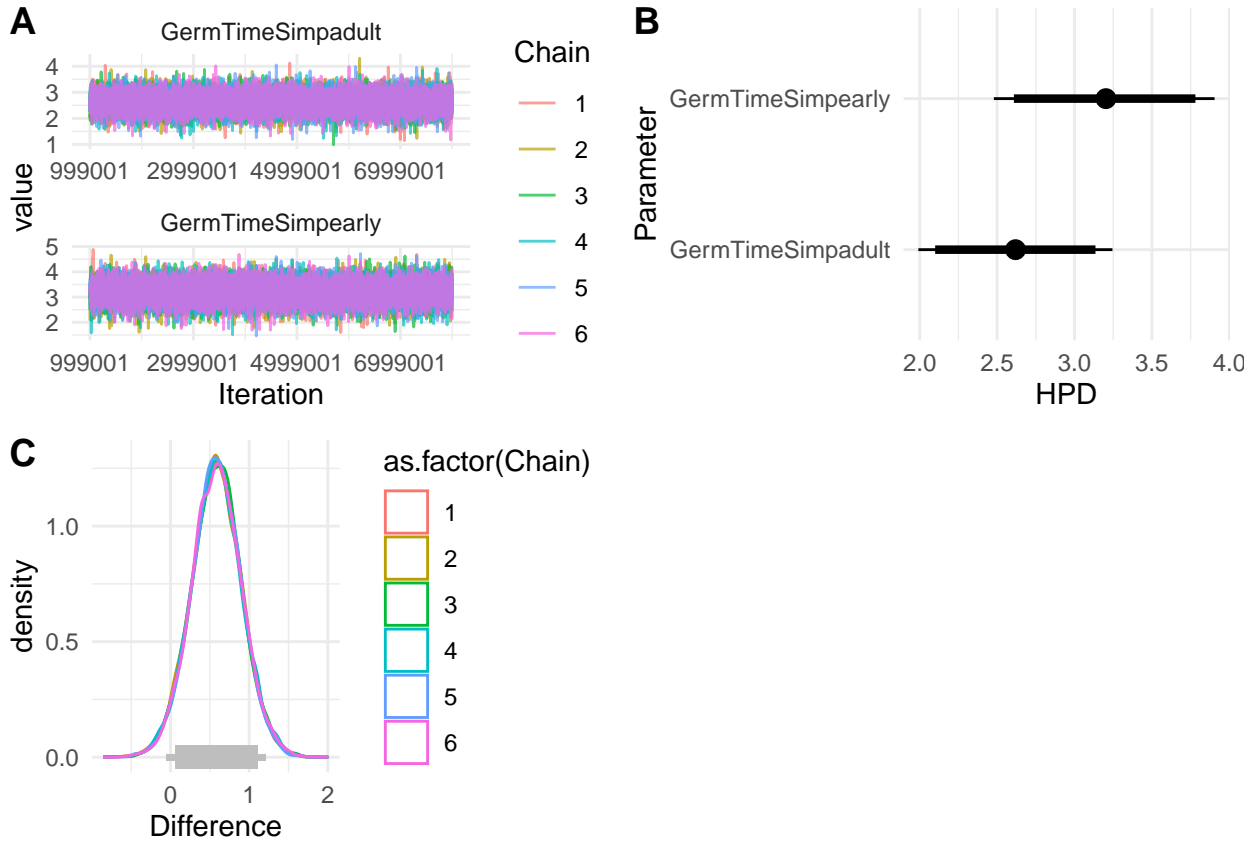 A
GermTimeSimpadult
4
3
2
1
999001 2999001 4999001 6999001
value
GermTimeSimpearly
5
4
3
2
999001 2999001 4999001 6999001
Iteration
Chain
1
2
3
4
5
6
B
Parameter
GermTimeSimpearly
GermTimeSimpadult
2.0 2.5 3.0 3.5 4.0
HPD
C
density
1.0
0.5
0.0
0 1 2
Difference
as.factor(Chain)
1
2
3
4
5
6